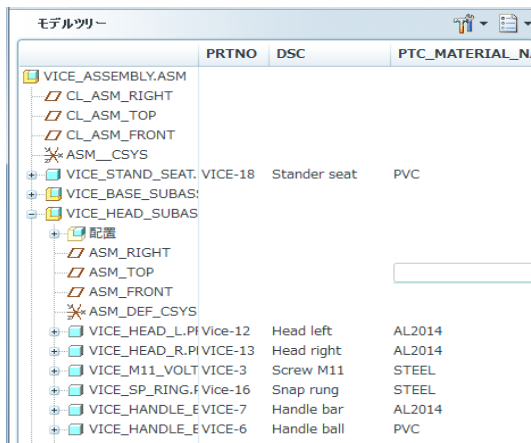 モデルツリー
PRTNO DSC PTC_MATERIAL_NA
VICE_ASSEMBLY.ASM
CL_ASM_RIGHT
CL_ASM_TOP
CL_ASM_FRONT
ASM__CSYS
VICE_STAND_SEAT. VICE-18 Stander seat PVC
VICE_BASE_SUBAS
VICE_HEAD_SUBAS
配置
ASM_RIGHT
ASM_TOP
ASM_FRONT
ASM_DEF_CSYS
VICE_HEAD_L.P Vice-12 Head left AL2014
VICE_HEAD_R.P VICE-13 Head right AL2014
VICE_M11_VOLT VICE-3 Screw M11 STEEL
VICE_SP_RING. Vice-16 Snap rung STEEL
VICE_HANDLE_ VICE-7 Handle bar AL2014
VICE_HANDLE_ VICE-6 Handle ball PVC